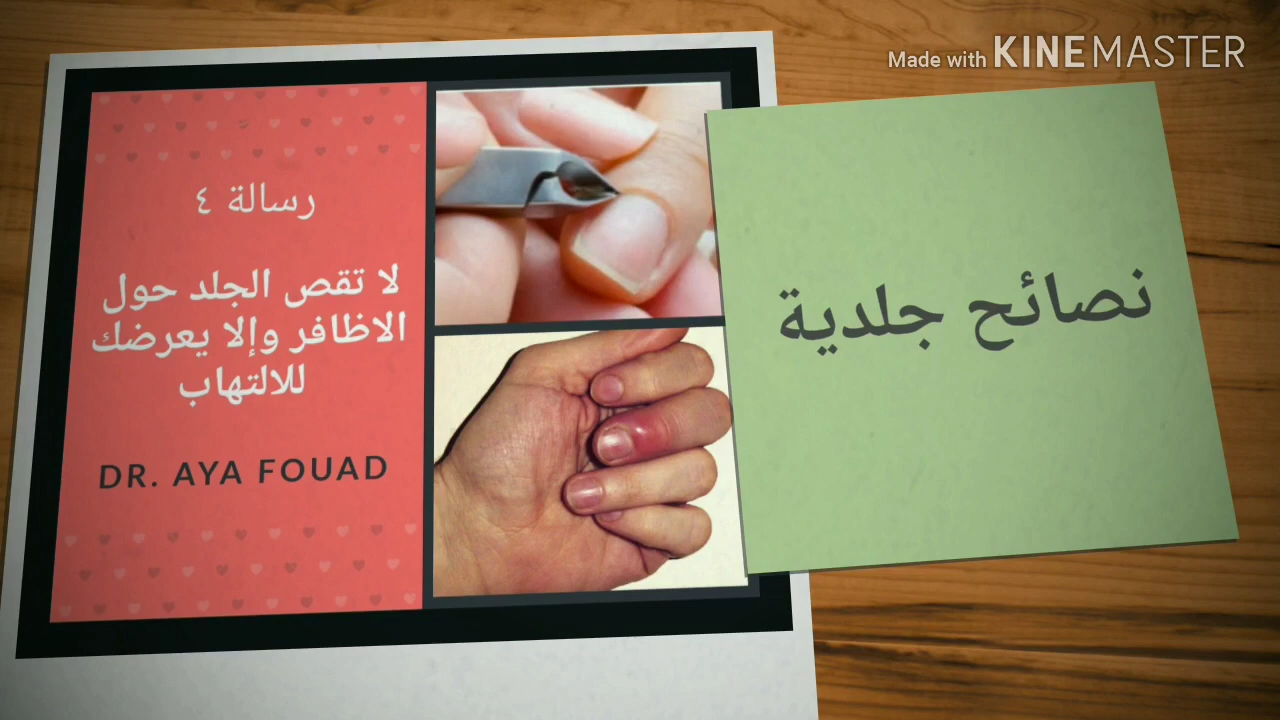 Made with KINEMASTER
رسالة ٤
لا تقص الجلد حول
الاظافر وإلا يعرضك
للالتهاب
DR. AYA FOUAD
نصائح جلدية